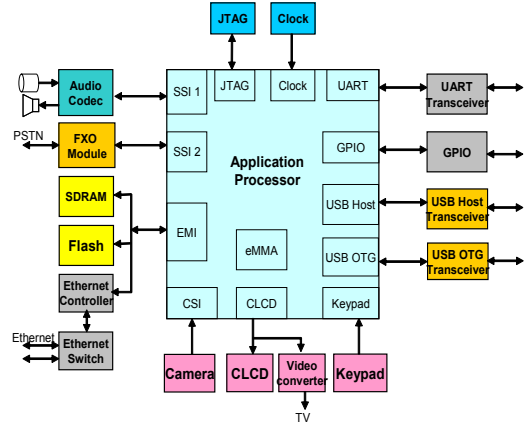 JTAG
Clock
Audio
Codec
SSI 1
JTAG
Clock
UART
UART
Transceiver
PSTN
FXO
Module
SSI 2
Application
Processor
GPIO
GPIO
SDRAM
USB Host
USB Host
Transceiver
Flash
EMI
eMMA
USB OTG
USB OTG
Transceiver
Ethernet
Controller
CSI
CLCD
Keypad
Ethernet
Ethernet
Switch
Camera
CLCD
Video
converter
Keypad
TV